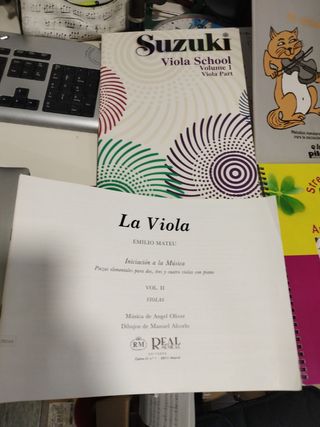 Suzuki
Viola School
Volume 1
Viola Part
La Viola
EMILIO MATEU
Iniciación a la Música
Piezas elementales para dos, tres y cuatro violas con piano
VOL. II
VIOLAS
Música de Angel Oliver
Dibujos de Manuel Alcorlo
RM
REAL
MUSICAL